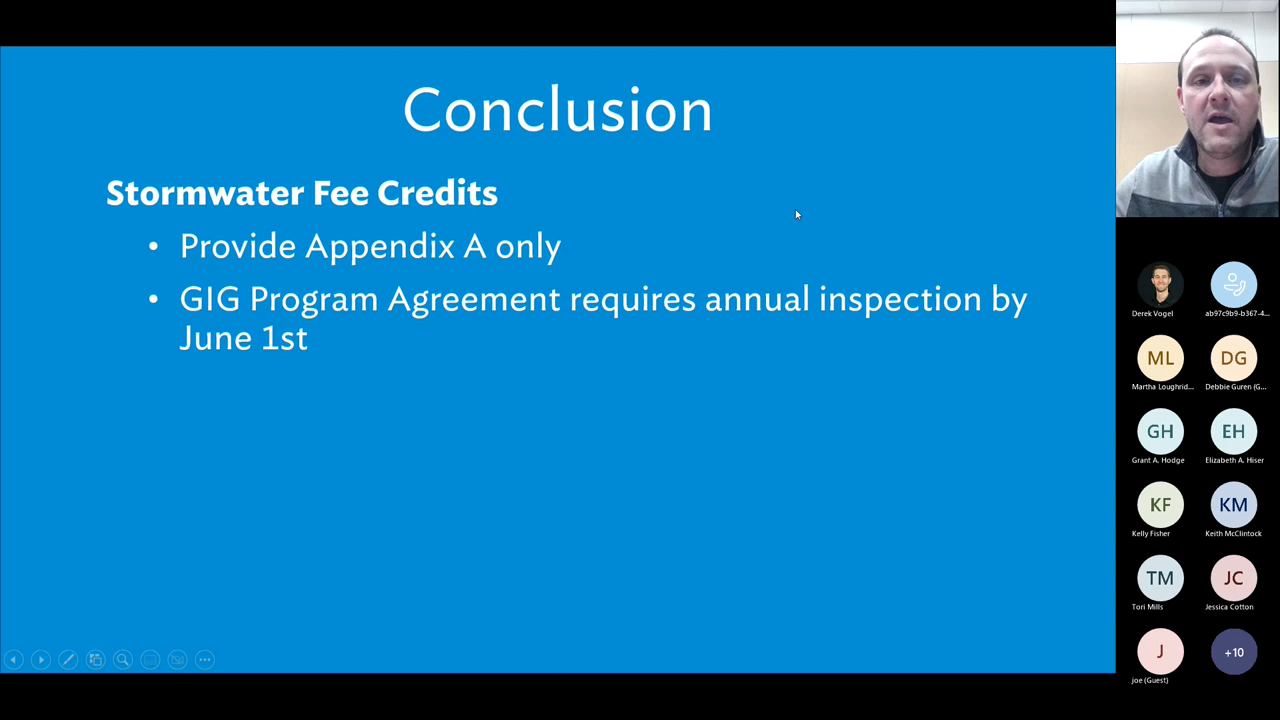 Conclusion
Stormwater Fee Credits
• Provide Appendix A only
• GIG Program Agreement requires annual inspection by
June 1st
Derek Vogel
ab97c9b9-b367-4...
ML
DG
Martha Loughrid...
Debbie Guren (G...
GH
EH
Grant A. Hodge
Elizabeth A. Hiser
KF
KM
Kelly Fisher
Keith McClintock
TM
JC
Tori Mills
Jessica Cotton
J
+10
joe (Guest)